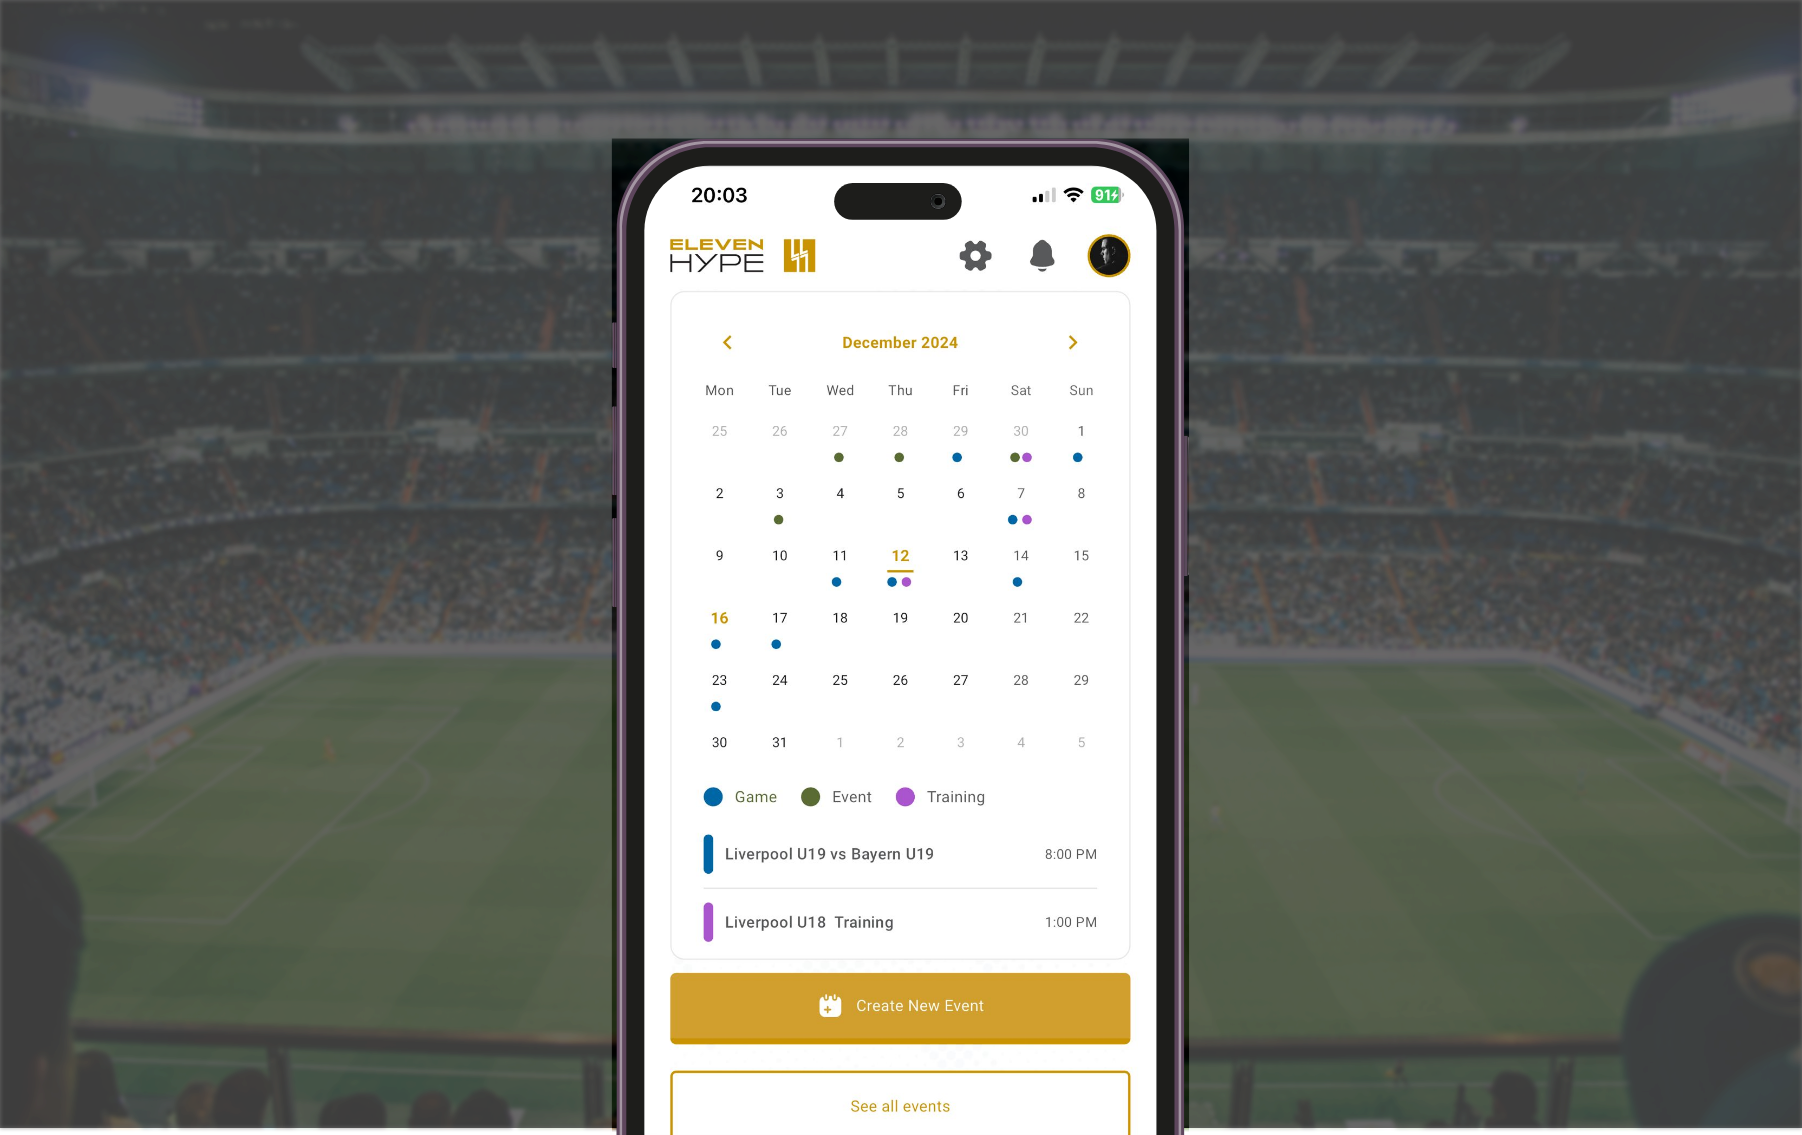 20:03
91
ELEVEN
HYPE
December 2024
Mon Tue Wed Thu Fri Sat Sun
25 26 27 28 29 30 1
2 3 4 5 6 7 8
9 10 11 12 13 14 15
16 17 18 19 20 21 22
23 24 25 26 27 28 29
30 31 1 2 3 4 5
Game Event Training
Liverpool U19 vs Bayern U19 8:00 PM
Liverpool U18 Training 1:00 PM
Create New Event
See all events